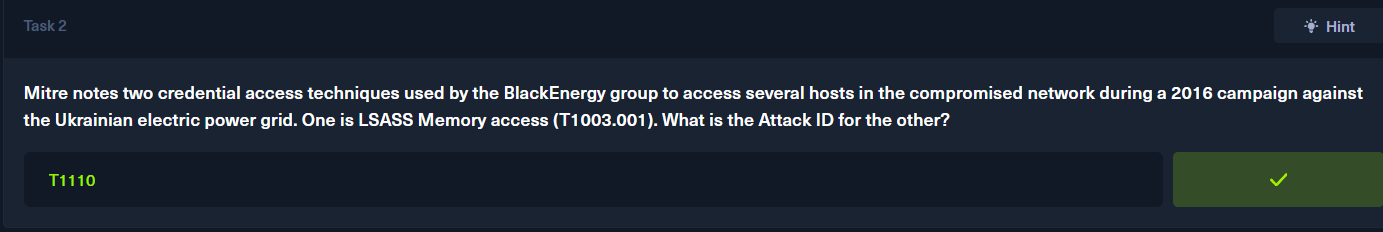 Task 2
Hint
Mitre notes two credential access techniques used by the BlackEnergy group to access several hosts in the compromised network during a 2016 campaign against
the Ukrainian electric power grid. One is LSASS Memory access (T1003.001). What is the Attack ID for the other?
T1110